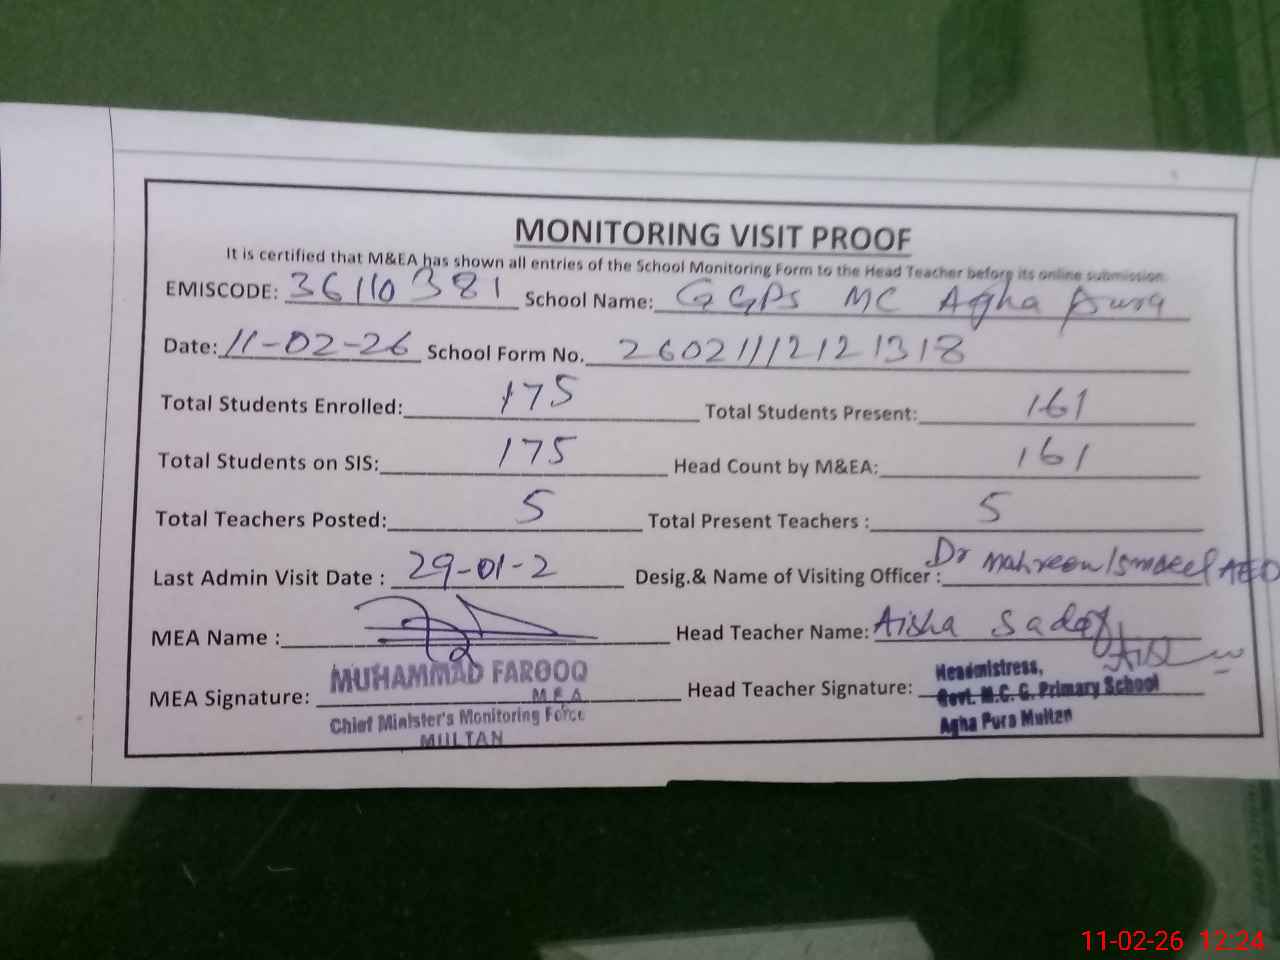 MONITORING VISIT PROOF
It is certified that M&EA has shown all entries of the School Monitoring Form to the Head Teacher before its online submission.
EMISCODE: 36110381 School Name: GGPS MC Agha Pura
Date: 11-02-26 School Form No. 26021112121318
Total Students Enrolled: 175 Total Students Present: 161
Total Students on SIS: 175 Head Count by M&EA: 161
Total Teachers Posted: 5 Total Present Teachers : 5
Last Admin Visit Date : 29-01-2 Desig.& Name of Visiting Officer : Dr Mahreen Ismaeel AEO
MEA Name : Head Teacher Name: Aisha Sadaf
MEA Signature: MUHAMMAD FAROOQ Head Teacher Signature: Headmistress,
M.E.A Govt. M.C. G. Primary School
Chief Minister's Monitoring Force Agha Pura Multan
MULTAN
11-02-26 12:24